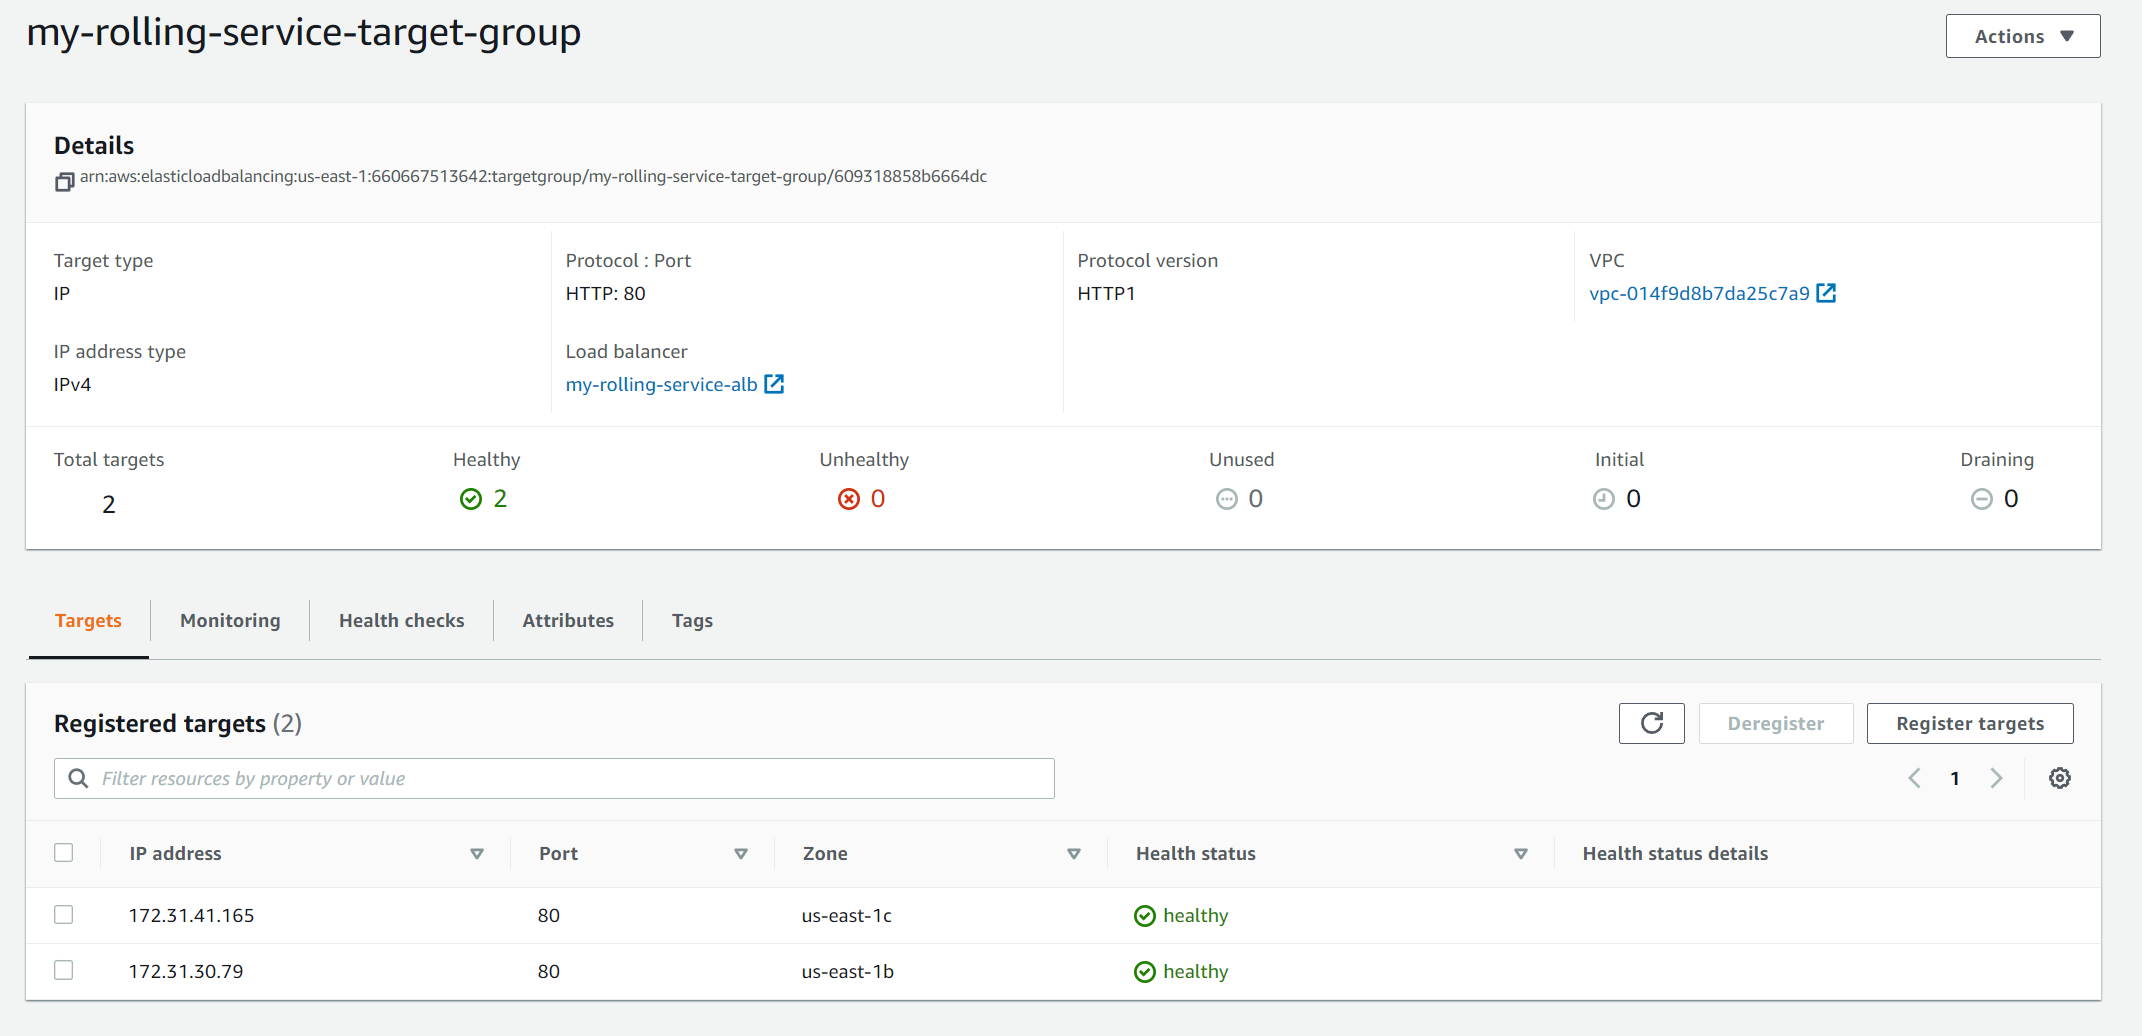 my-rolling-service-target-group
Actions
Details
arn:aws:elasticloadbalancing:us-east-1:660667513642:targetgroup/my-rolling-service-target-group/609318858b6664dc
Target type
IP
Protocol : Port
HTTP: 80
Protocol version
HTTP1
VPC
vpc-014f9d8b7da25c7a9
IP address type
IPv4
Load balancer
my-rolling-service-alb
Total targets
2
Healthy
2
Unhealthy
0
Unused
0
Initial
0
Draining
0
Targets
Monitoring
Health checks
Attributes
Tags
Registered targets (2)
Deregister
Register targets
Filter resources by property or value
1
IP address
Port
Zone
Health status
Health status details
172.31.41.165
80
us-east-1c
healthy
172.31.30.79
80
us-east-1b
healthy